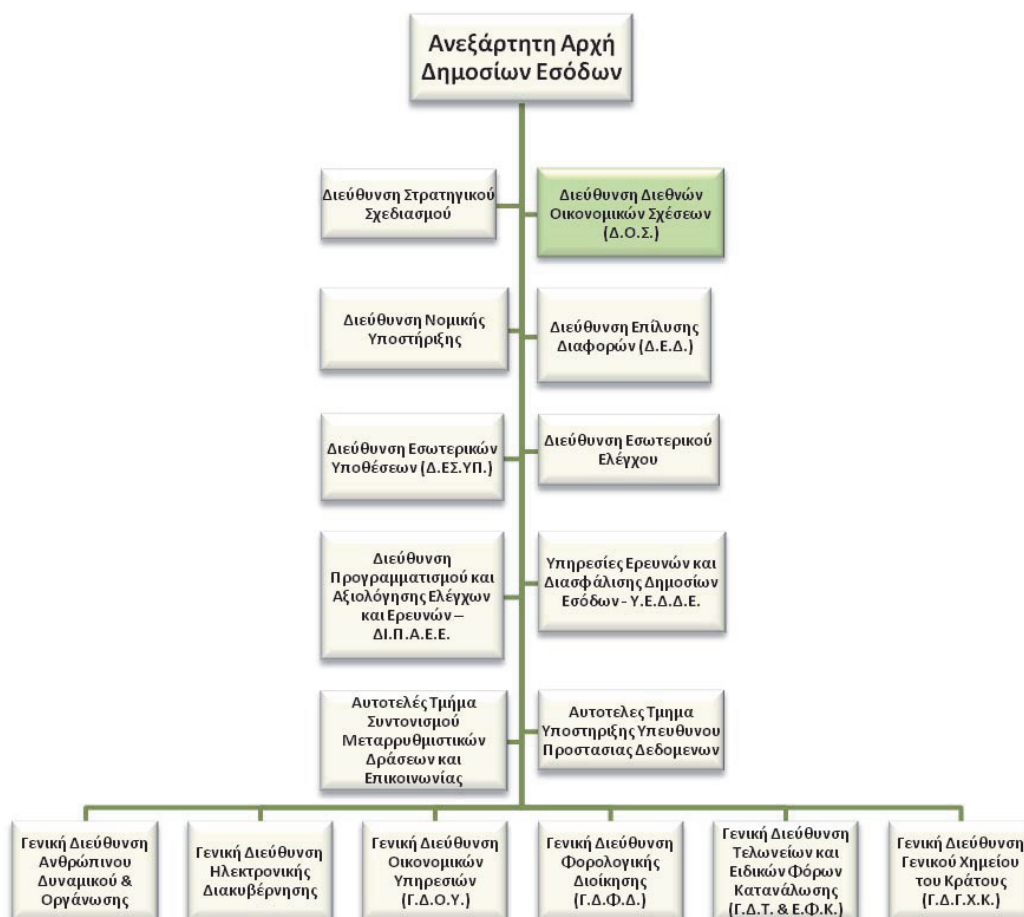 Ανεξάρτητη Αρχή
Δημοσίων Εσόδων
Διεύθυνση Στρατηγικού
Σχεδιασμού
Διεύθυνση Διεθνών
Οικονομικών Σχέσεων
(Δ.Ο.Σ.)
Διεύθυνση Νομικής
Υποστήριξης
Διεύθυνση Επίλυσης
Διαφορών (Δ.Ε.Δ.)
Διεύθυνση Εσωτερικών
Υποθέσεων (Δ.ΕΣ.ΥΠ.)
Διεύθυνση Εσωτερικού
Ελέγχου
Διεύθυνση
Προγραμματισμού και
Αξιολόγησης Ελέγχων
και Ερευνών –
ΔΙ.Π.Α.Ε.Ε.
Υπηρεσίες Ερευνών και
Διασφάλισης Δημοσίων
Εσόδων - Υ.Ε.Δ.Δ.Ε.
Αυτοτελές Τμήμα
Συντονισμού
Μεταρρυθμιστικών
Δράσεων και
Επικοινωνίας
Αυτοτελες Τμημα
Υποστηριξης Υπευθυνου
Προστασιας Δεδομενων
Γενική Διεύθυνση
Ανθρώπινου
Δυναμικού &
Οργάνωσης
Γενική Διεύθυνση
Ηλεκτρονικής
Διακυβέρνησης
Γενική Διεύθυνση
Οικονομικών
Υπηρεσιών
(Γ.Δ.Ο.Υ.)
Γενική Διεύθυνση
Φορολογικής
Διοίκησης
(Γ.Δ.Φ.Δ.)
Γενική Διεύθυνση
Τελωνείων και
Ειδικών Φόρων
Κατανάλωσης
(Γ.Δ.Τ. & Ε.Φ.Κ.)
Γενική Διεύθυνση
Γενικού Χημείου
του Κράτους
(Γ.Δ.Γ.Χ.Κ.)